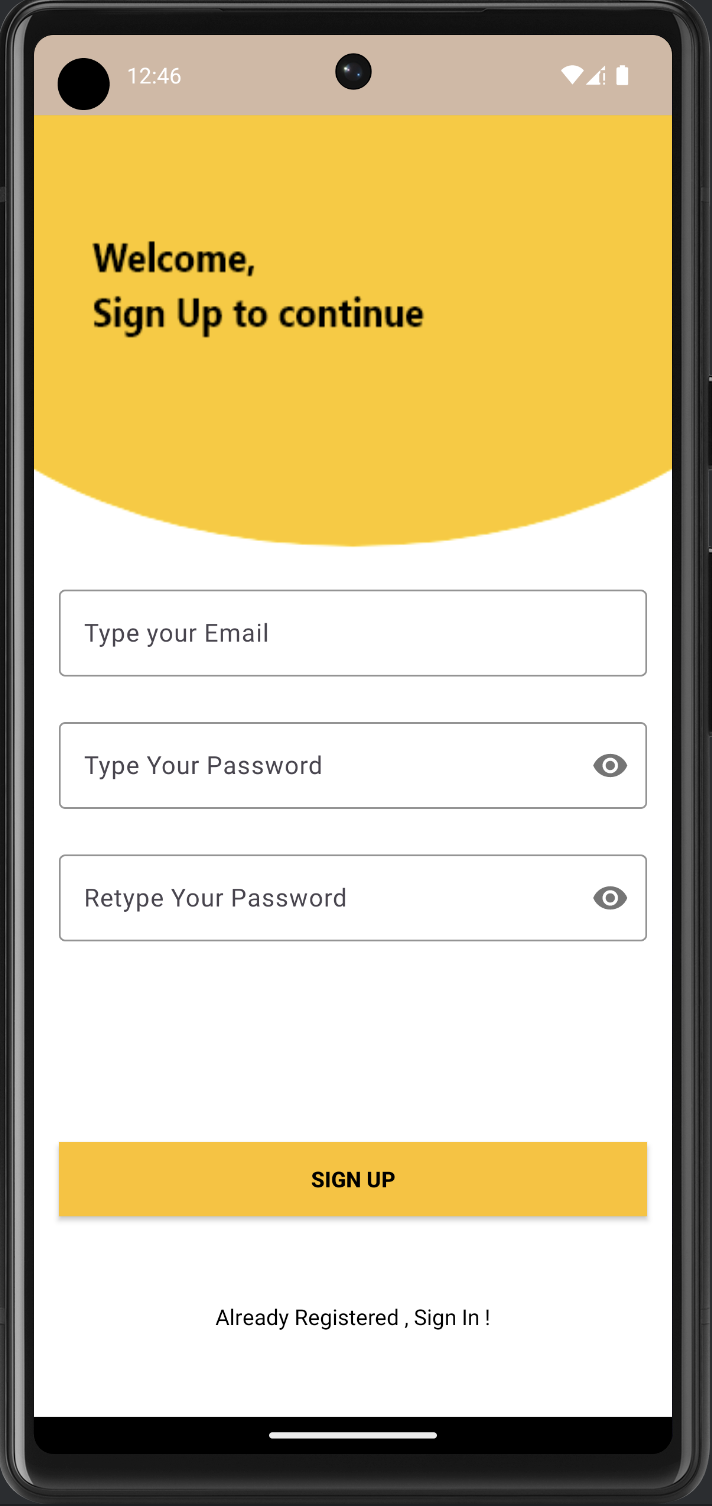 12:46
Welcome,
Sign Up to continue
Type your Email
Type Your Password
Retype Your Password
SIGN UP
Already Registered , Sign In !